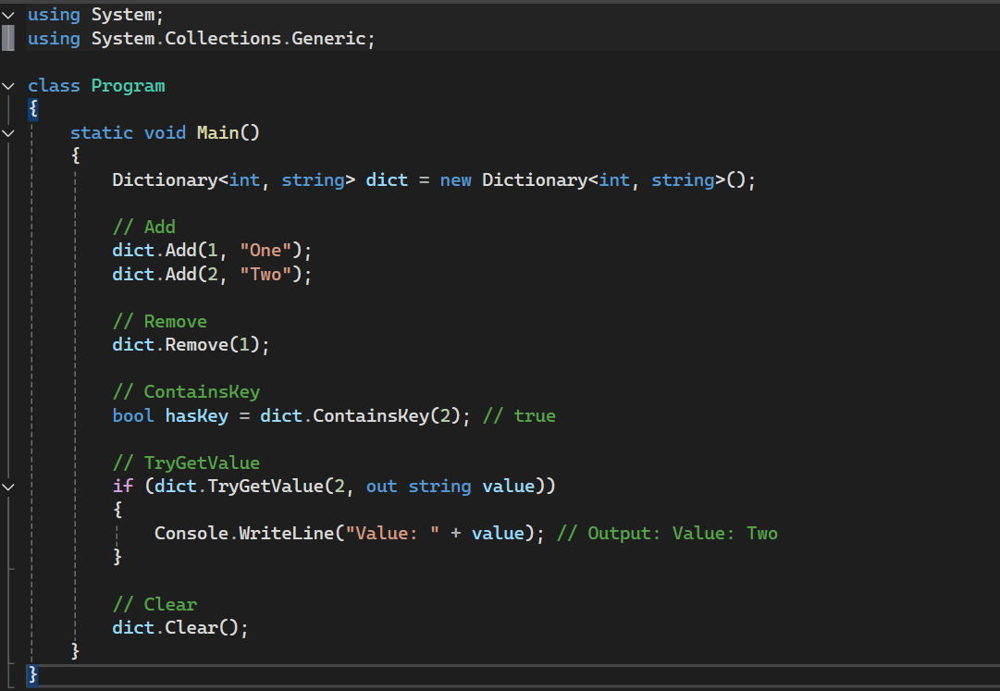 using System;
using System.Collections.Generic;
class Program
{
static void Main()
{
Dictionary<int, string> dict = new Dictionary<int, string>();
// Add
dict.Add(1, "One");
dict.Add(2, "Two");
// Remove
dict.Remove(1);
// ContainsKey
bool hasKey = dict.ContainsKey(2); // true
// TryGetValue
if (dict.TryGetValue(2, out string value))
{
Console.WriteLine("Value: " + value); // Output: Value: Two
}
// Clear
dict.Clear();
}
}